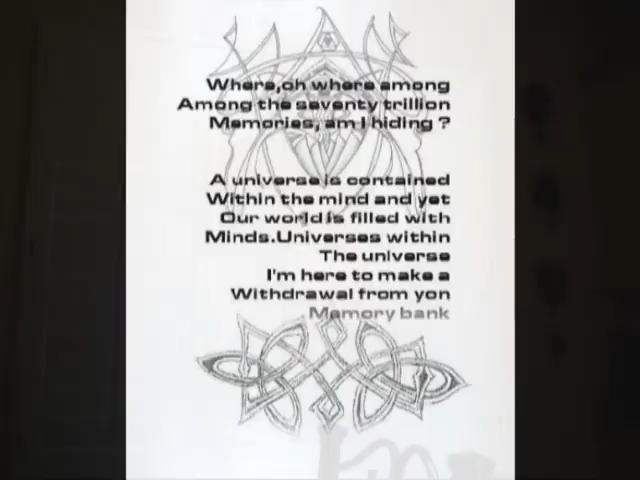 Where,oh where among
Among the seventy trillion
Memories, am I hiding ?
A universe is contained
Within the mind and yet
Our world is filled with
Minds.Universes within
The universe
I'm here to make a
Withdrawal from yon
Memory bank